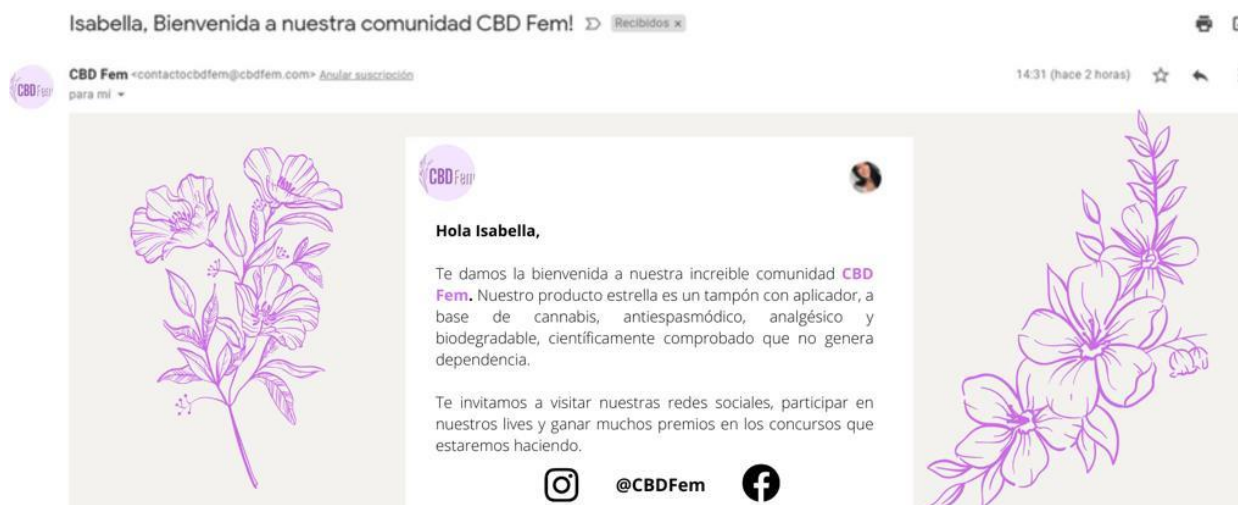 Isabella, Bienvenida a nuestra comunidad CBD Fem! Recibidos x
CBD Fem <contactocbdfem@cbdfem.com> Anular suscripción
14:31 (hace 2 horas)
para mí
CBD Fem
CBD Fem
Hola Isabella,
Te damos la bienvenida a nuestra increible comunidad CBD
Fem. Nuestro producto estrella es un tampón con aplicador, a
base de cannabis, antiespasmódico, analgésico y
biodegradable, científicamente comprobado que no genera
dependencia.
Te invitamos a visitar nuestras redes sociales, participar en
nuestros lives y ganar muchos premios en los concursos que
estaremos haciendo.
@CBDFem